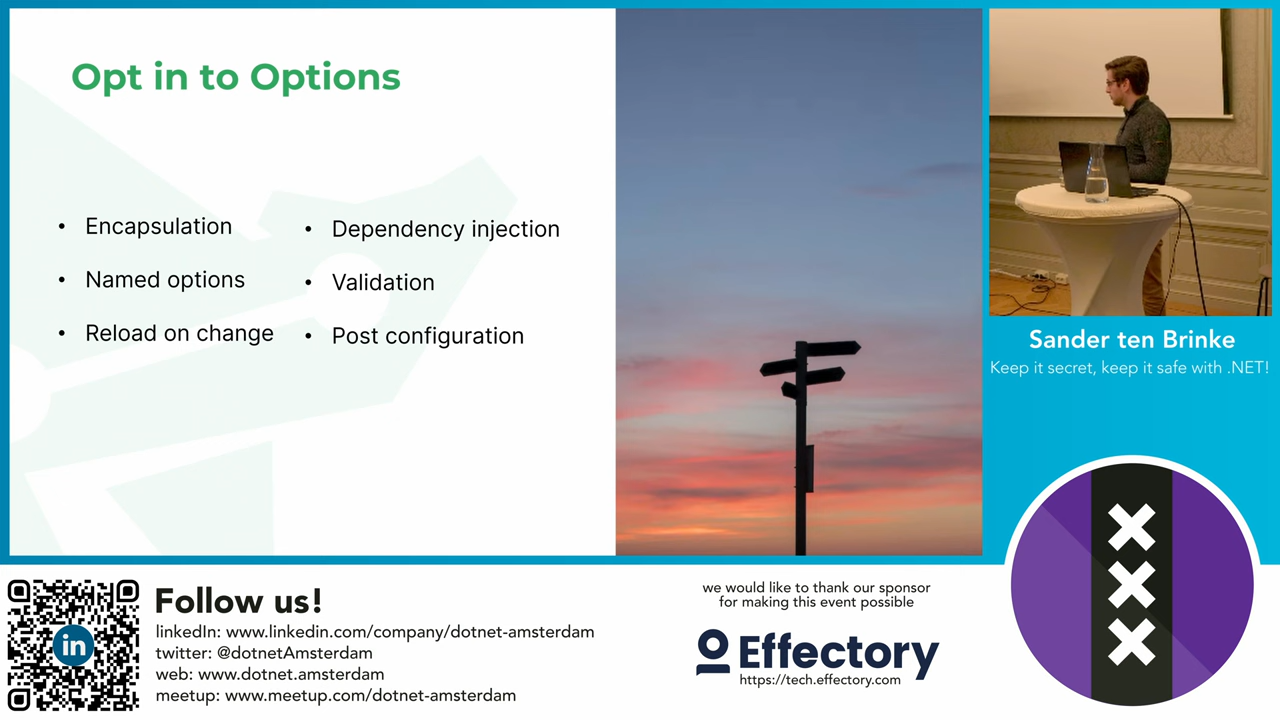 Opt in to Options
• Encapsulation
• Named options
• Reload on change
• Dependency injection
• Validation
• Post configuration
Sander ten Brinke
Keep it secret, keep it safe with .NET!
Follow us!
linkedIn: www.linkedin.com/company/dotnet-amsterdam
twitter: @dotnetAmsterdam
web: www.dotnet.amsterdam
meetup: www.meetup.com/dotnet-amsterdam
in
we would like to thank our sponsor
for making this event possible
Effectory
https://tech.effectory.com